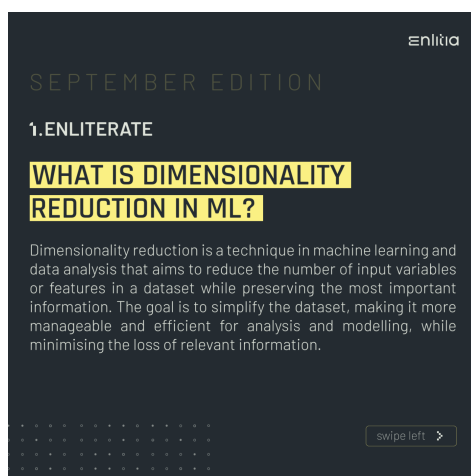 enlitia
SEPTEMBER EDITION
1.ENLITERATE
WHAT IS DIMENSIONALITY
REDUCTION IN ML?
Dimensionality reduction is a technique in machine learning and
data analysis that aims to reduce the number of input variables
or features in a dataset while preserving the most important
information. The goal is to simplify the dataset, making it more
manageable and efficient for analysis and modelling, while
minimising the loss of relevant information.
swipe left